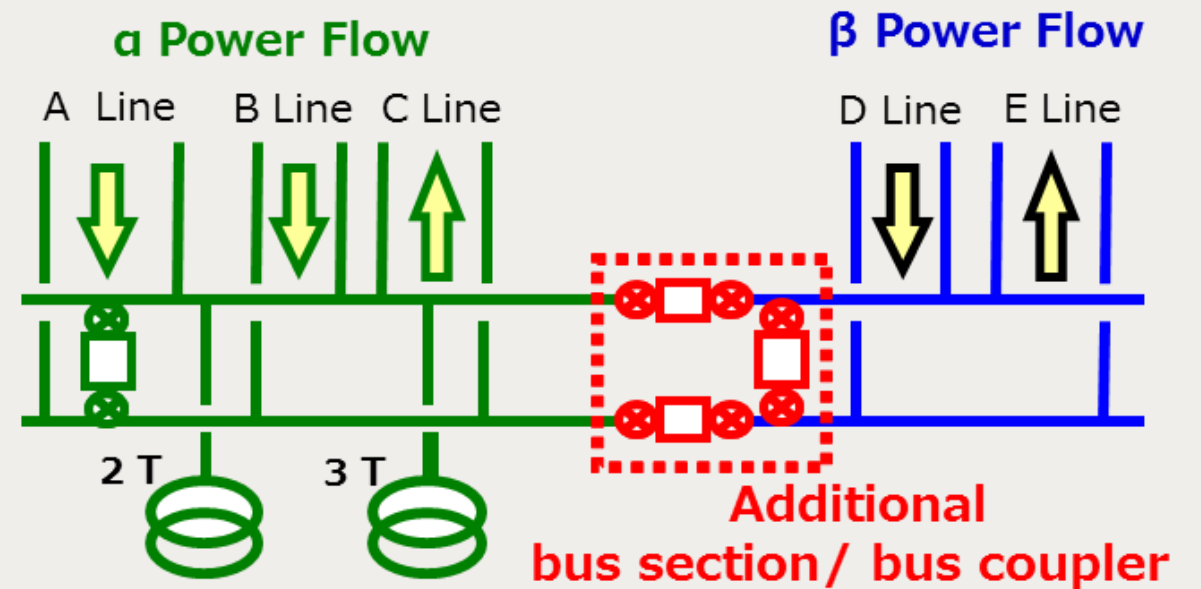 α Power Flow
β Power Flow
A Line
B Line
C Line
D Line
E Line
2 T
3 T
Additional
bus section/ bus coupler